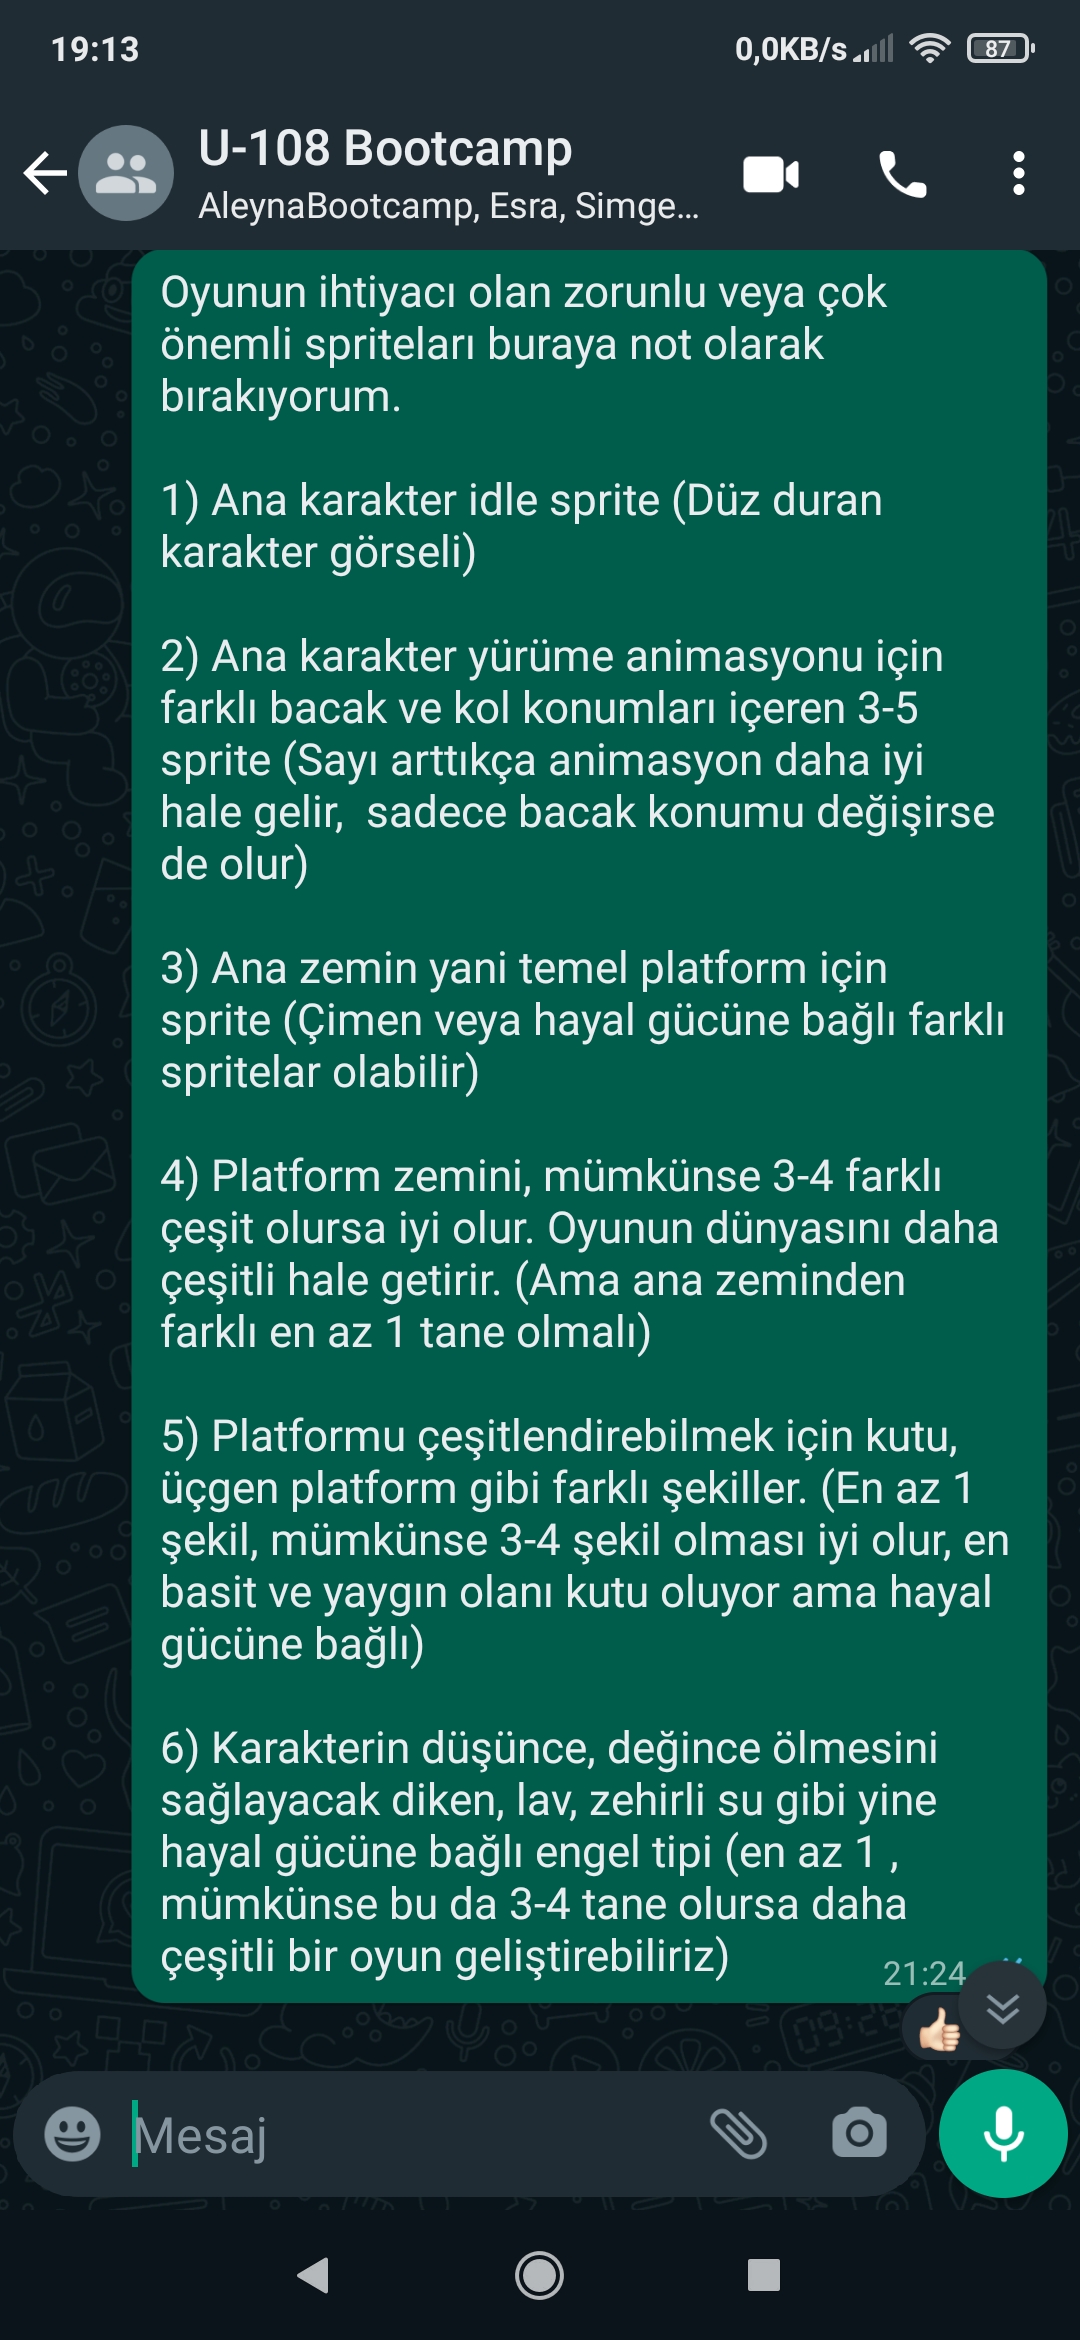 19:13
0,0KB/s
87
U-108 Bootcamp
AleynaBootcamp, Esra, Simge...
Oyunun ihtiyacı olan zorunlu veya çok
önemli spriteları buraya not olarak
bırakıyorum.
1) Ana karakter idle sprite (Düz duran
karakter görseli)
2) Ana karakter yürüme animasyonu için
farklı bacak ve kol konumları içeren 3-5
sprite (Sayı arttıkça animasyon daha iyi
hale gelir,  sadece bacak konumu değişirse
de olur)
3) Ana zemin yani temel platform için
sprite (Çimen veya hayal gücüne bağlı farklı
spritelar olabilir)
4) Platform zemini, mümkünse 3-4 farklı
çeşit olursa iyi olur. Oyunun dünyasını daha
çeşitli hale getirir. (Ama ana zeminden
farklı en az 1 tane olmalı)
5) Platformu çeşitlendirebilmek için kutu,
üçgen platform gibi farklı şekiller. (En az 1
şekil, mümkünse 3-4 şekil olması iyi olur, en
basit ve yaygın olanı kutu oluyor ama hayal
gücüne bağlı)
6) Karakterin düşünce, değince ölmesini
sağlayacak diken, lav, zehirli su gibi yine
hayal gücüne bağlı engel tipi (en az 1 ,
mümkünse bu da 3-4 tane olursa daha
çeşitli bir oyun geliştirebiliriz)
21:24
Mesaj